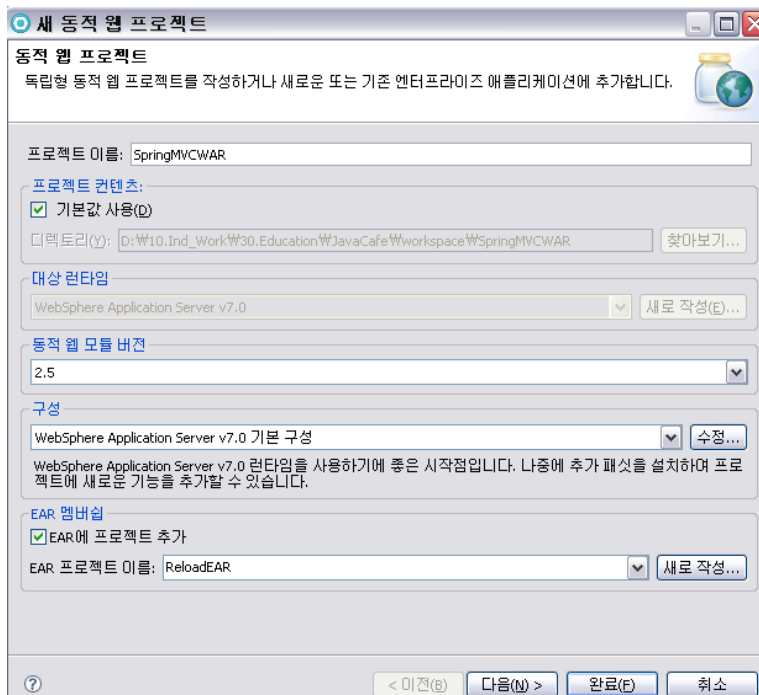 새 동적 웹 프로젝트
동적 웹 프로젝트
독립형 동적 웹 프로젝트를 작성하거나 새로운 또는 기존 엔터프라이즈 애플리케이션에 추가합니다.
프로젝트 이름: SpringMVCWAR
프로젝트 컨텐츠:
기본값 사용(D)
디렉토리(Y): D:₩10.Ind_Work₩30.Education₩JavaCafe₩workspace₩SpringMVCWAR 찾아보기...
대상 런타임
WebSphere Application Server v7.0 새로 작성(E)...
동적 웹 모듈 버전
2.5
구성
WebSphere Application Server v7.0 기본 구성 수정...
WebSphere Application Server v7.0 런타임을 사용하기에 좋은 시작점입니다. 나중에 추가 패싯을 설치하여 프로
젝트에 새로운 기능을 추가할 수 있습니다.
EAR 멤버쉽
EAR에 프로젝트 추가
EAR 프로젝트 이름: ReloadEAR 새로 작성...
? < 이전(B) 다음(N) > 완료(F) 취소